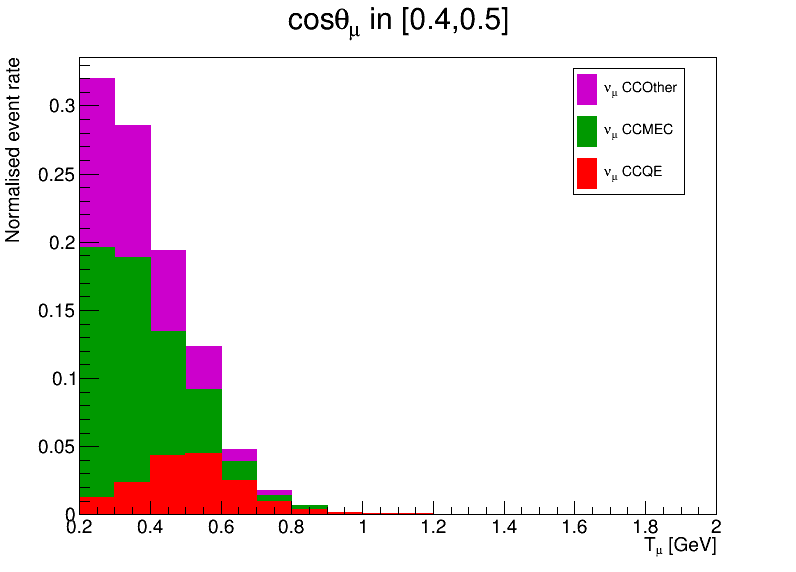 cosθμ in [0.4,0.5]
Normalised event rate
0.3
0.25
0.2
0.15
0.1
0.05
0
νμ CCOther
νμ CCMEC
νμ CCQE
0.2 0.4 0.6 0.8 1 1.2 1.4 1.6 1.8 2
Tμ [GeV]